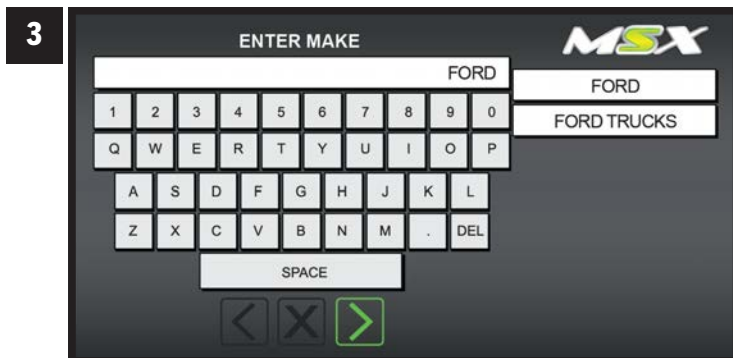 3
ENTER MAKE
MSX
FORD
FORD
FORD TRUCKS
1 2 3 4 5 6 7 8 9 0
Q W E R T Y U I O P
A S D F G H J K L
Z X C V B N M . DEL
SPACE
< X >